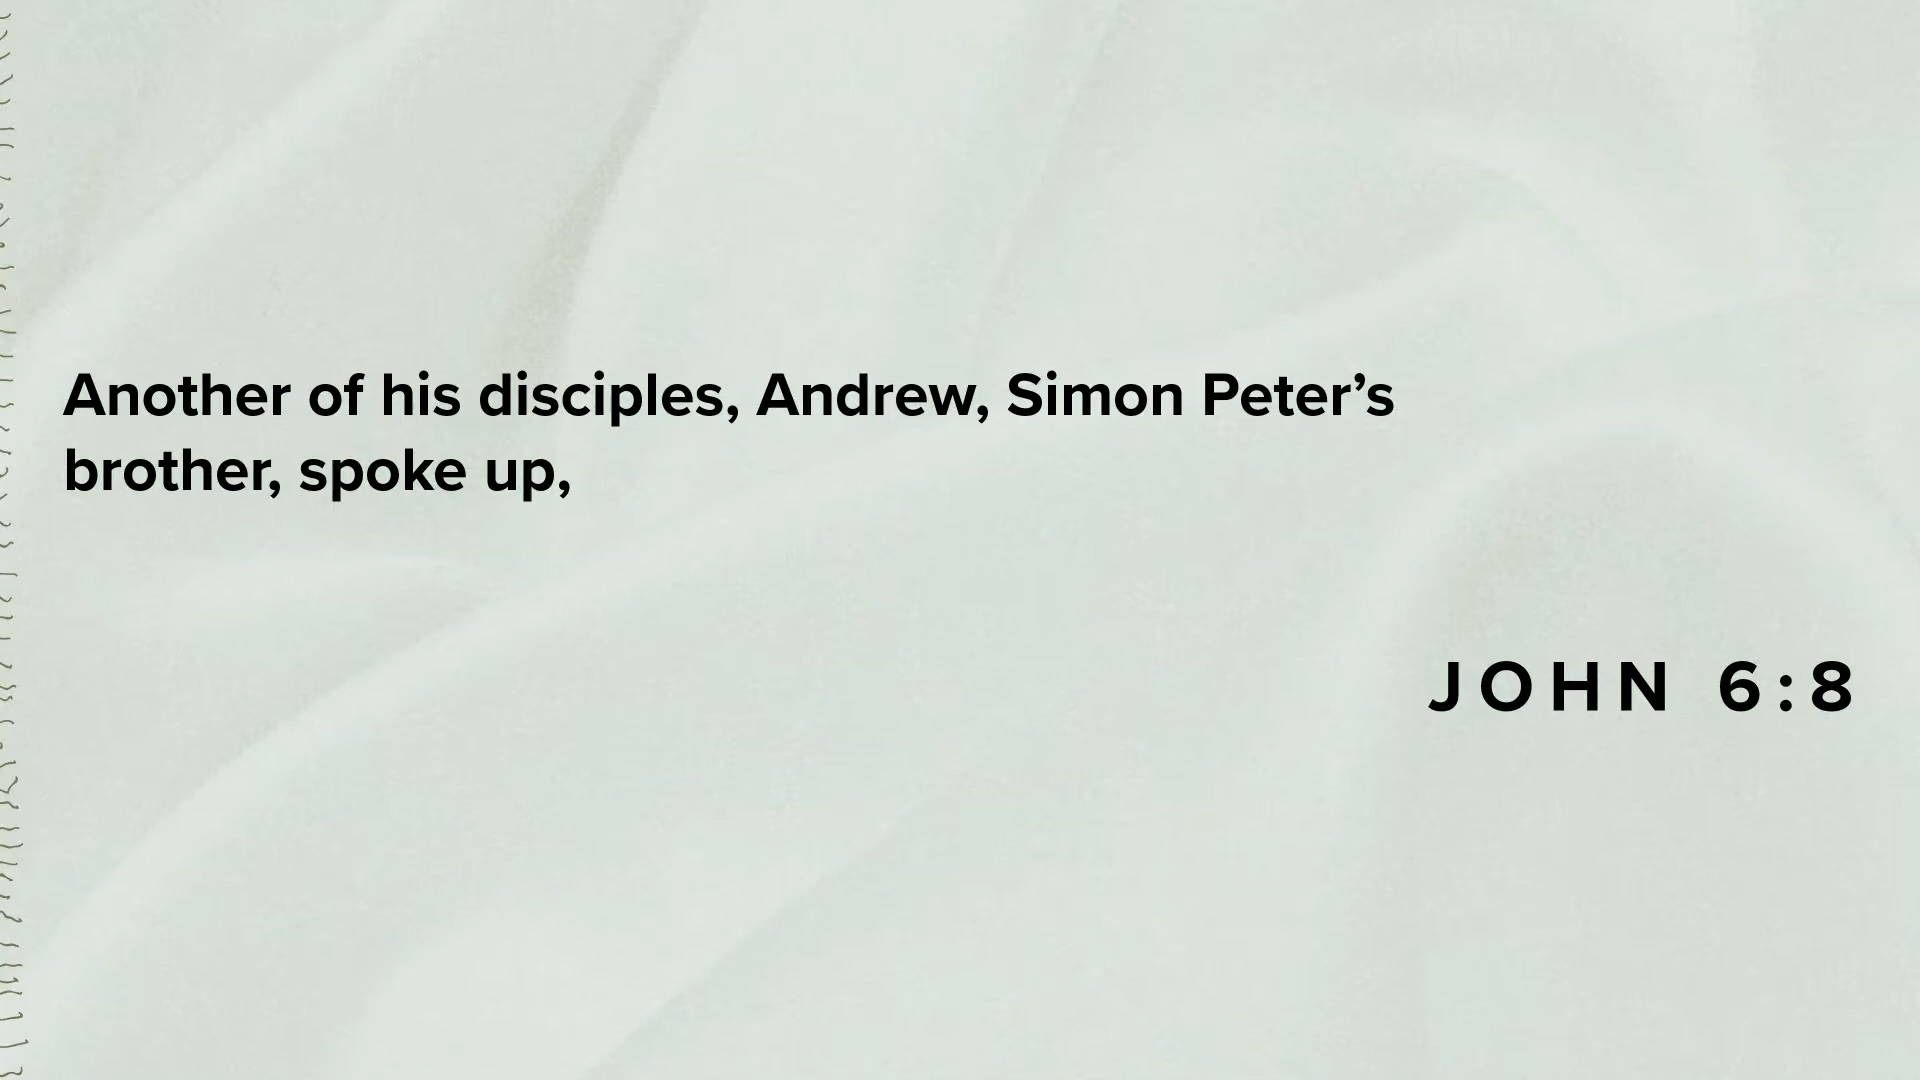 Another of his disciples, Andrew, Simon Peter’s
brother, spoke up,
JOHN 6:8